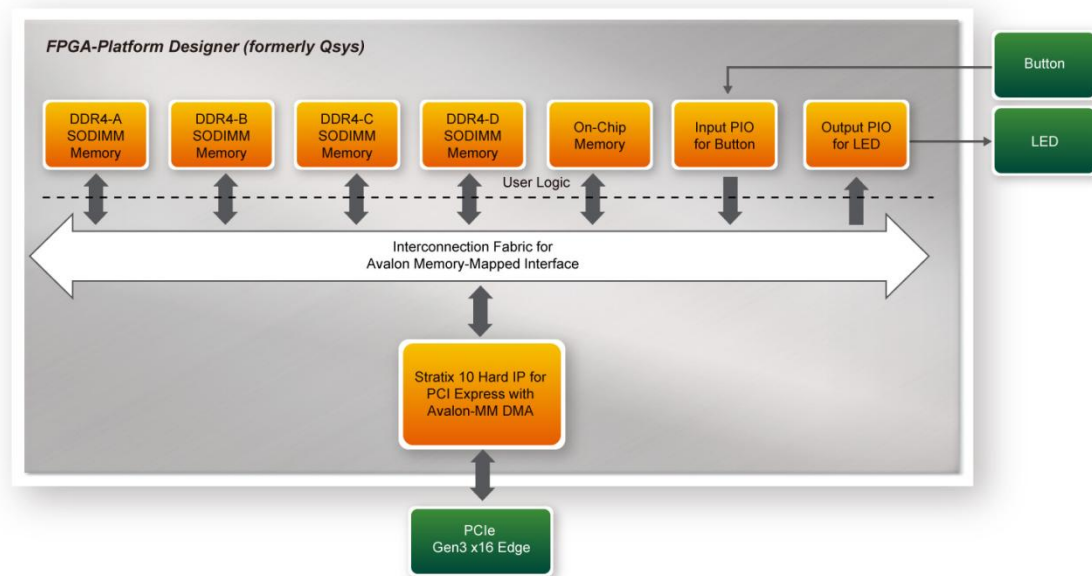 FPGA-Platform Designer (formerly Qsys)
Button
LED
DDR4-A
SODIMM
Memory
DDR4-B
SODIMM
Memory
DDR4-C
SODIMM
Memory
DDR4-D
SODIMM
Memory
On-Chip
Memory
Input PIO
for Button
Output PIO
for LED
User Logic
Interconnection Fabric for
Avalon Memory-Mapped Interface
Stratix 10 Hard IP for
PCI Express with
Avalon-MM DMA
PCIe
Gen3 x16 Edge